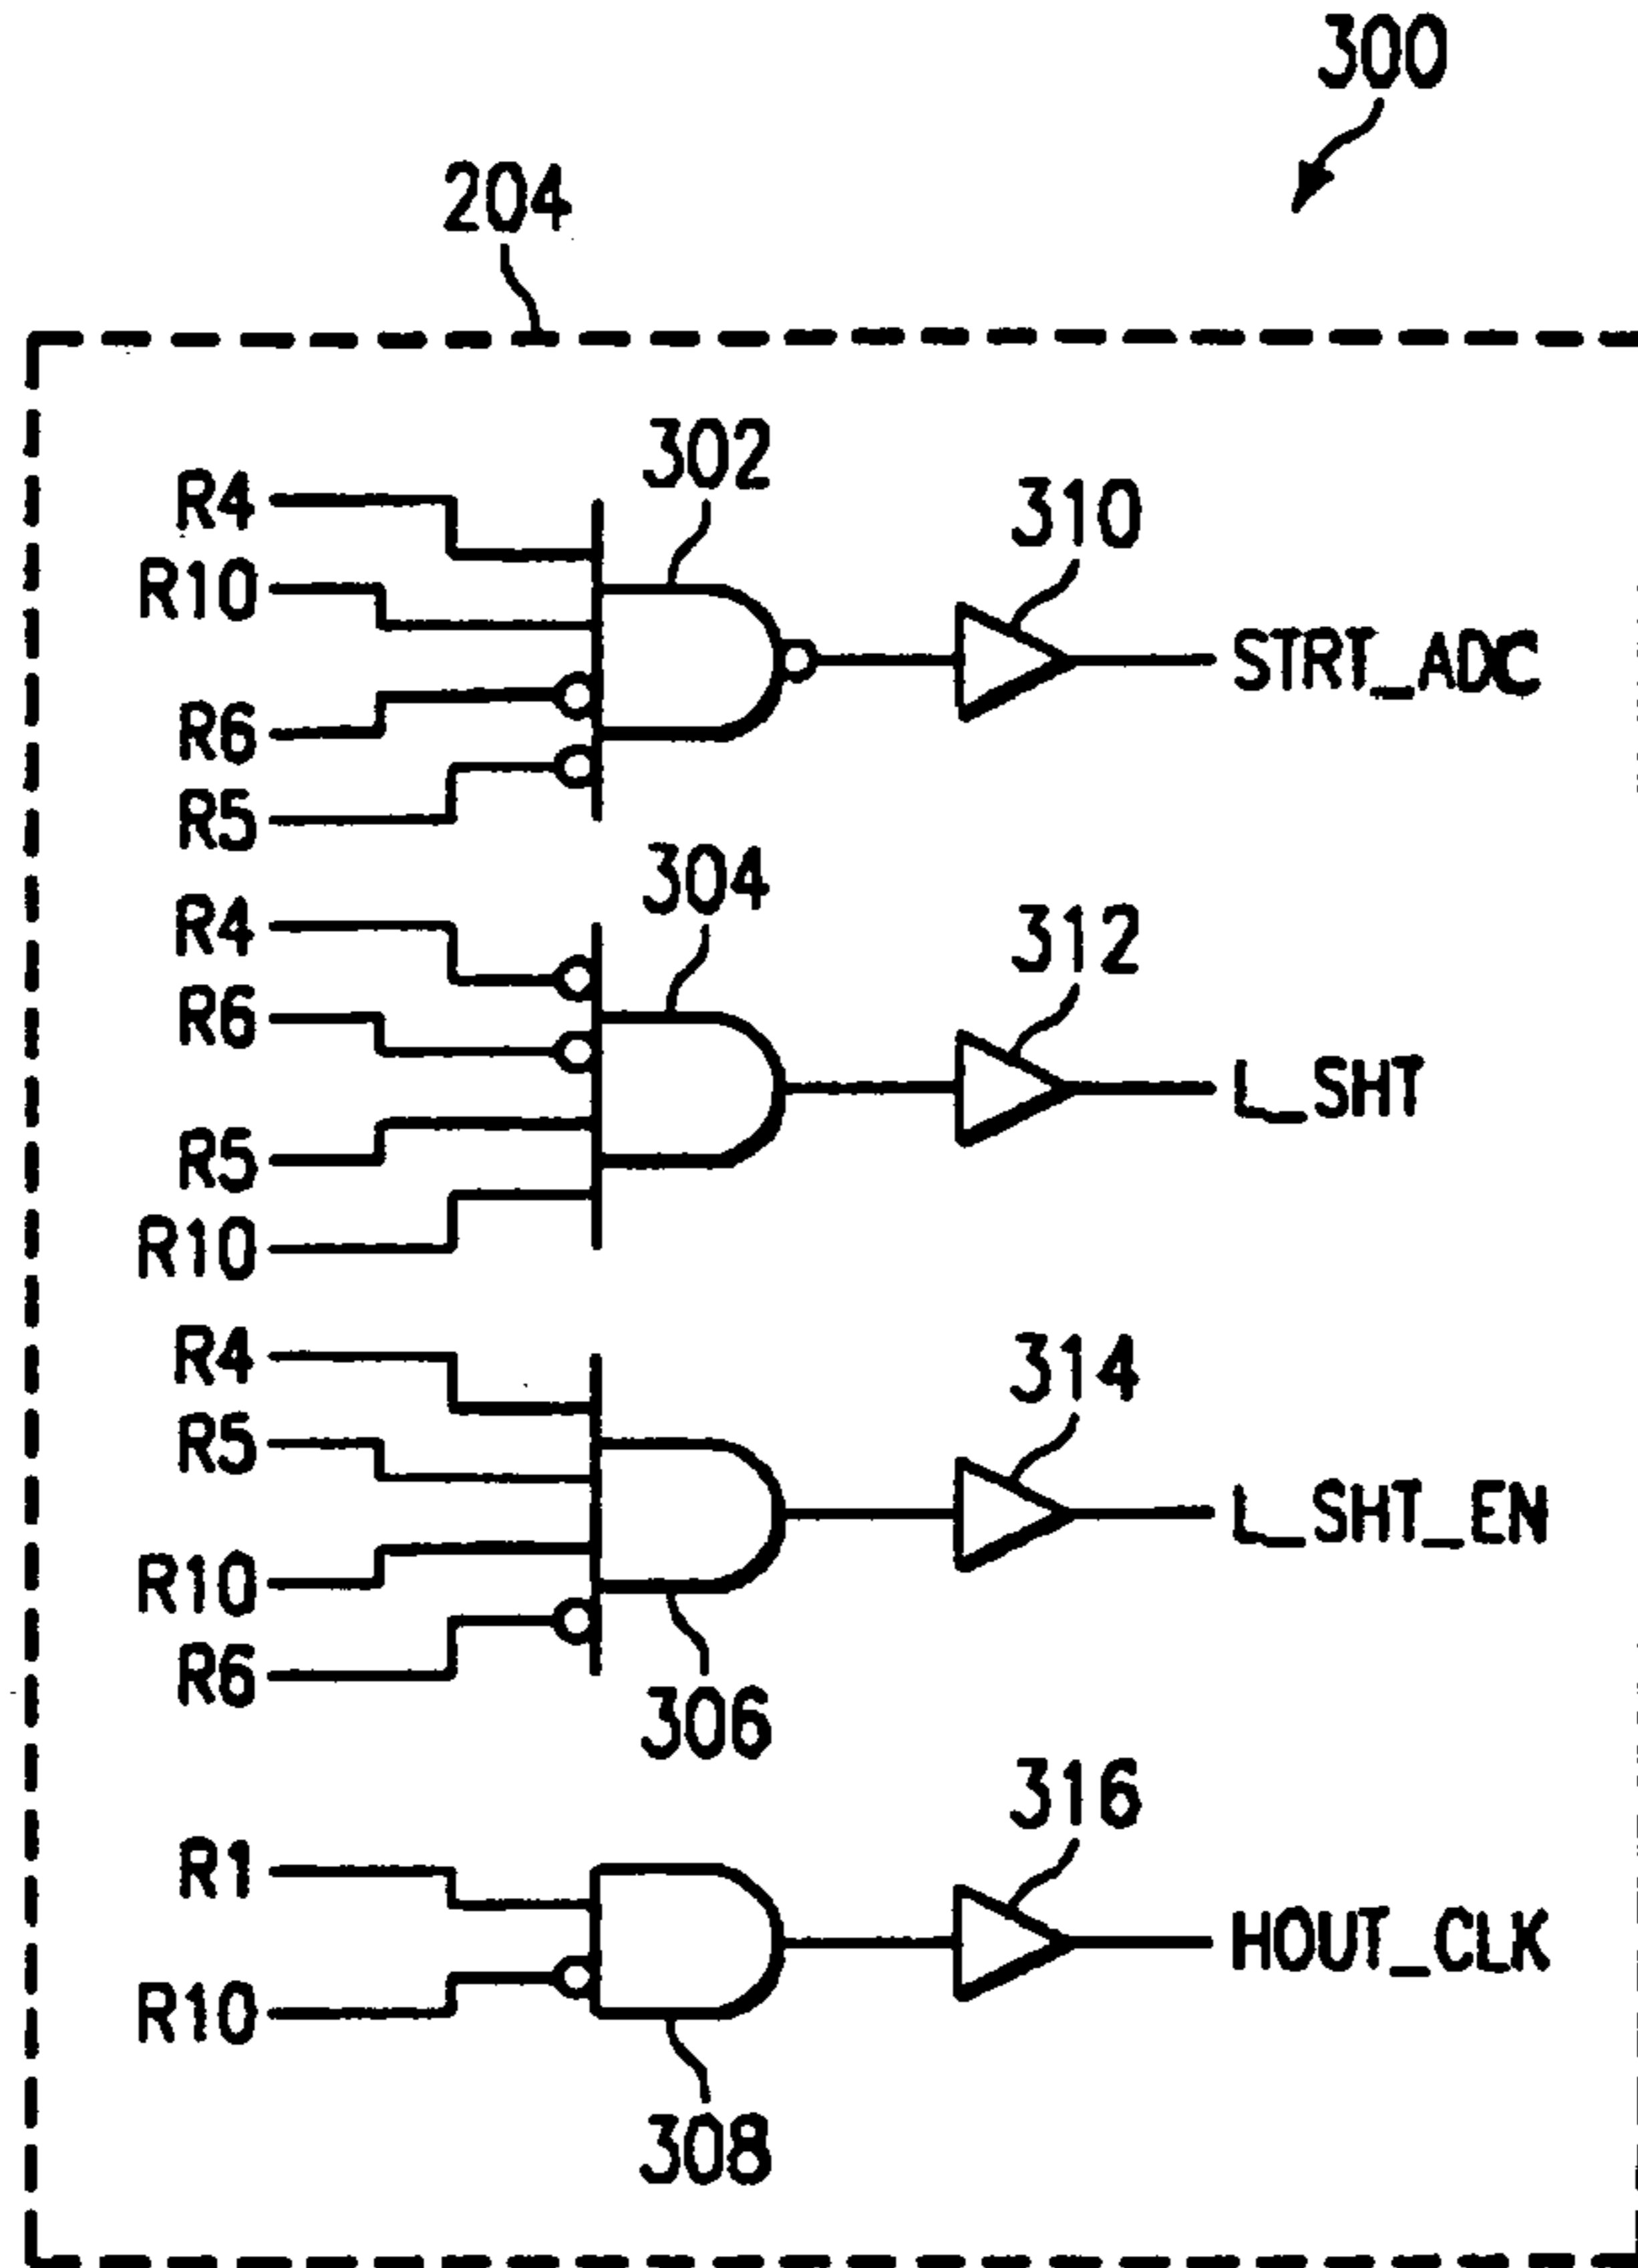 300
204
302
R4
310
R10
STRT_ADC
R6
R5
304
R4
312
R6
L_SHT
R5
R10
R4
314
R5
L_SHT_EN
R10
R6
306
316
R1
HOUT_CLK
R10
308